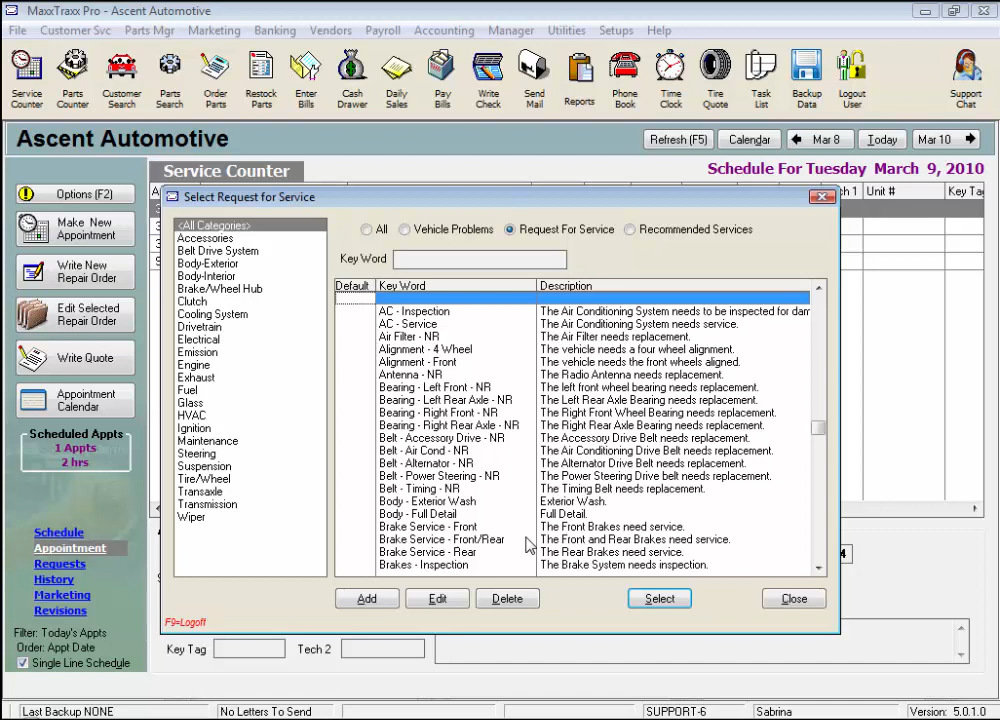 MaxxTraxx Pro - Ascent Automotive
File Customer Svc Parts Mgr Marketing Banking Vendors Payroll Accounting Manager Utilities Setups Help
Service Counter
Parts Counter
Customer Search
Parts Search
Order Parts
Restock Parts
Enter Bills
Cash Drawer
Daily Sales
Pay Bills
Write Check
Send Mail
Reports
Phone Book
Time Clock
Tire Quote
Task List
Backup Data
Logout User
Support Chat
Ascent Automotive
Refresh (F5) Calendar Mar 8 Today Mar 10
Service Counter
Schedule For Tuesday March 9, 2010
Unit # Key Tag
Options (F2)
Make New
Appointment
Write New
Repair Order
Edit Selected
Repair Order
Write Quote
Appointment
Calendar
Scheduled Appts
1 Appts
2 hrs
Schedule
Appointment
Requests
History
Marketing
Revisions
Filter: Today's Appts
Order: Appt Date
Single Line Schedule
Select Request for Service
<All Categories>
Accessories
Belt Drive System
Body-Exterior
Body-Interior
Brake/Wheel Hub
Clutch
Cooling System
Drivetrain
Electrical
Emission
Engine
Exhaust
Fuel
Glass
HVAC
Ignition
Maintenance
Steering
Suspension
Tire/Wheel
Transaxle
Transmission
Wiper
All Vehicle Problems Request For Service Recommended Services
Key Word
Default Key Word Description
AC - Inspection The Air Conditioning System needs to be inspected for dam
AC - Service The Air Conditioning System needs service.
Air Filter - NR The Air Filter needs replacement.
Alignment - 4 Wheel The vehicle needs a four wheel alignment.
Alignment - Front The vehicle needs the front wheels aligned.
Antenna - NR The Radio Antenna needs replacement.
Bearing - Left Front - NR The left front wheel bearing needs replacement.
Bearing - Left Rear Axle - NR The Left Rear Axle Bearing needs replacement.
Bearing - Right Front - NR The Right Front Wheel Bearing needs replacement.
Bearing - Right Rear Axle - NR The Right Rear Axle Bearing needs replacement.
Belt - Accessory Drive - NR The Accessory Drive Belt needs replacement.
Belt - Air Cond - NR The Air Conditioning Drive Belt needs replacement.
Belt - Alternator - NR The Alternator Drive Belt needs replacement.
Belt - Power Steering - NR The Power Steering Drive belt needs replacement.
Belt - Timing - NR The Timing Belt needs replacement.
Body - Exterior Wash Exterior Wash.
Body - Full Detail Full Detail.
Brake Service - Front The Front Brakes need service.
Brake Service - Front/Rear The Front and Rear Brakes need service.
Brake Service - Rear The Rear Brakes need service.
Brakes - Inspection The Brake System needs inspection.
Add Edit Delete Select Close
F9=Logoff
Key Tag Tech 2
Last Backup NONE No Letters To Send SUPPORT-6 Sabrina Version: 5.0.1.0